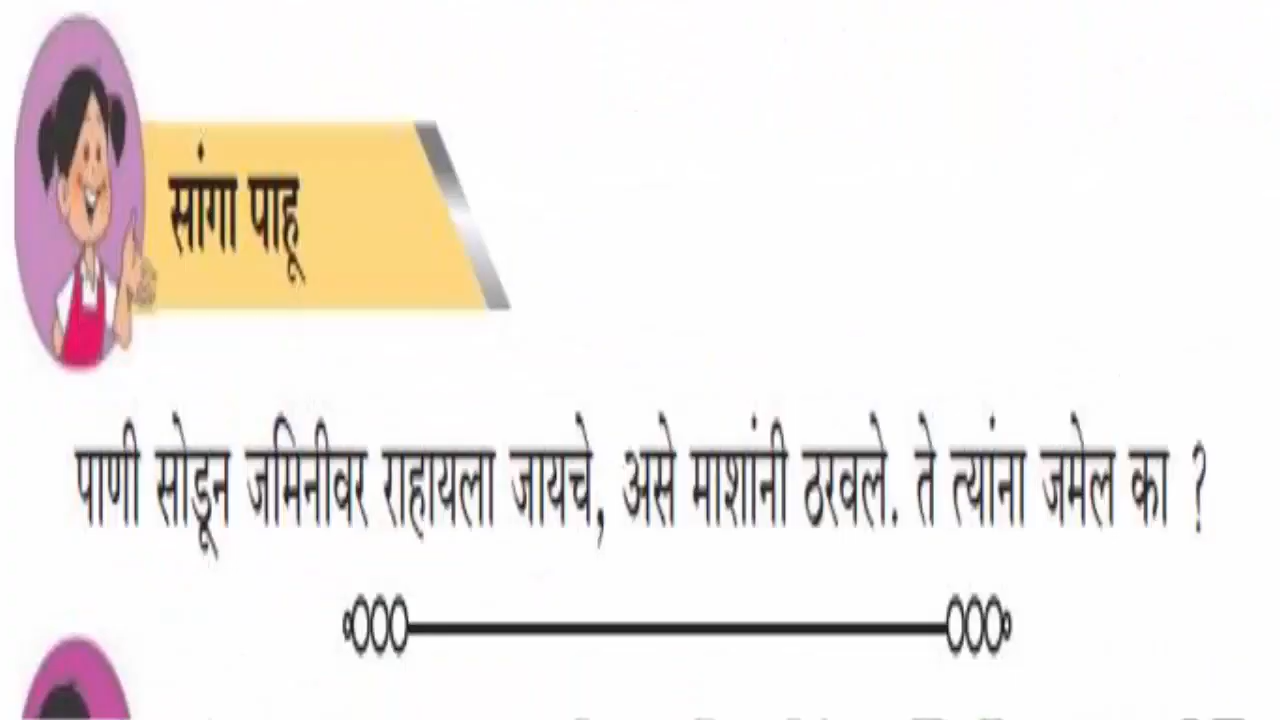 सांगा पाहू
पाणी सोडून जमिनीवर राहायला जायचे, असे माशांनी ठरवले. ते त्यांना जमेल का ?